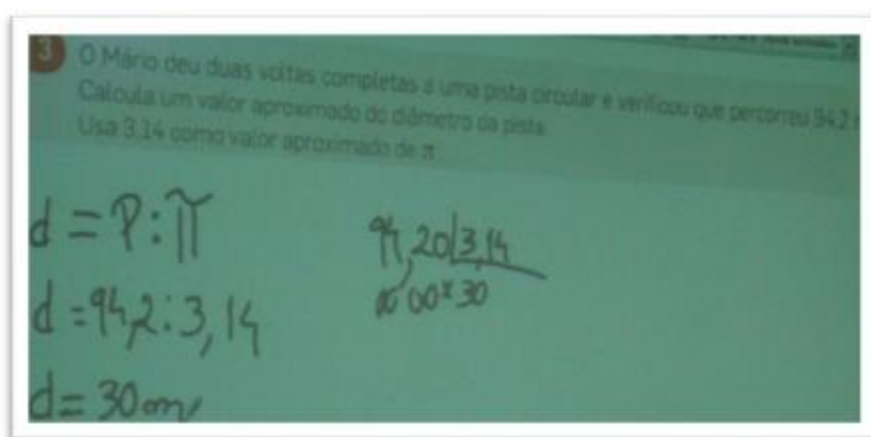 3 O Mário deu duas voltas completas a uma pista circular e verificou que percorreu 94,2
Calcula um valor aproximado do diâmetro da pista.
Usa 3,14 como valor aproximado de π
d = P : π
d = 94,2 : 3,14
d = 30 m
94,20 | 3,14
00 00 30